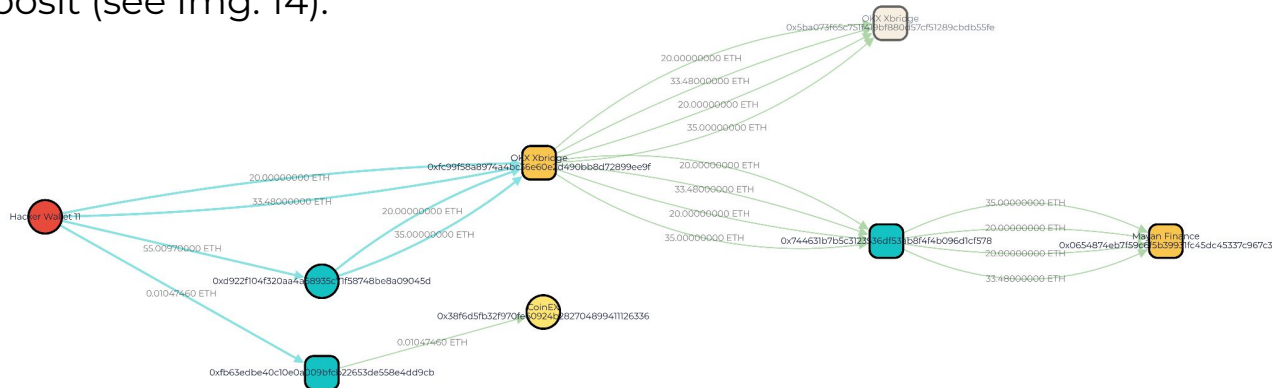 posit (see Img. 14).
OKX Xbridge
20.00000000 ETH
33.48000000 ETH
20.00000000 ETH
35.00000000 ETH
OKX Xbridge
20.00000000 ETH
20.00000000 ETH
33.48000000 ETH
33.48000000 ETH
35.00000000 ETH
20.00000000 ETH
20.00000000 ETH
Hacker Wallet 11
20.00000000 ETH
Mayan Finance
35.00000000 ETH
35.00000000 ETH
55.00970000 ETH
20.00000000 ETH
33.48000000 ETH
0.01047460 ETH
CoinEX
0.01047460 ETH